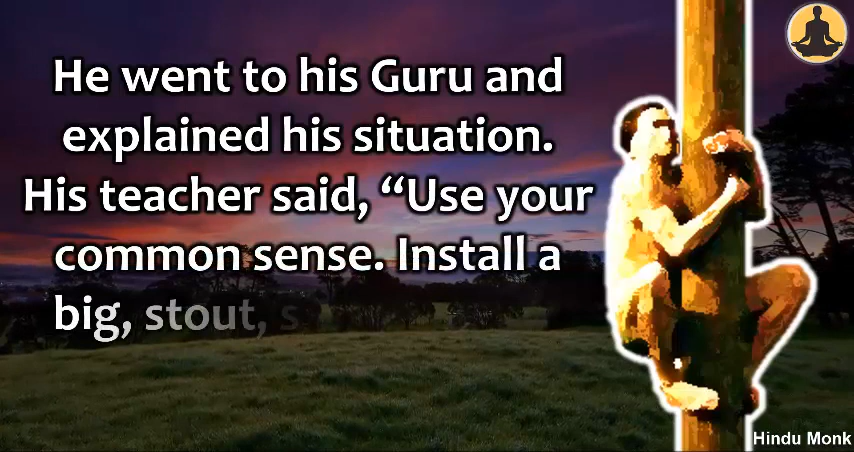 He went to his Guru and
explained his situation.
His teacher said, “Use your
common sense. Install a
big, stout, s
Hindu Monk